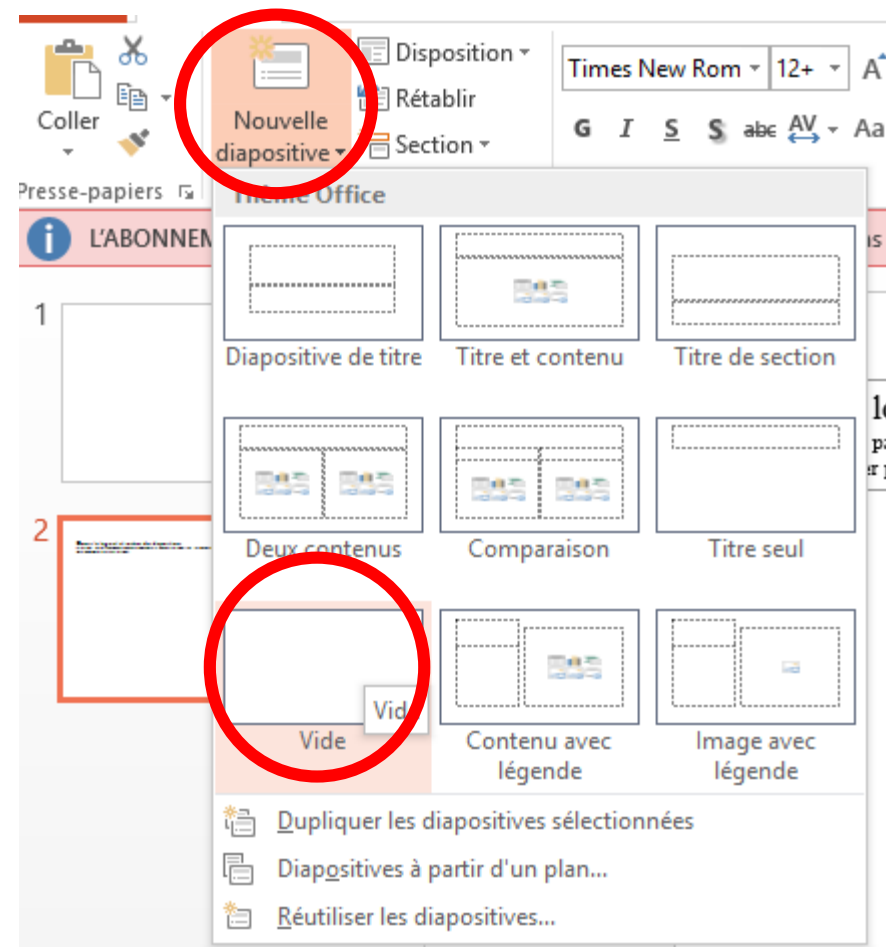 Disposition
Times New Rom
12+
A
Rétablir
Coller
Nouvelle
diapositive
Section
G I S S abc AV Aa
Presse-papiers
Thème Office
L'ABONNEM
1
Diapositive de titre
Titre et contenu
Titre de section
2
Deux contenus
Comparaison
Titre seul
Vide
Vide
Contenu avec
légende
Image avec
légende
Dupliquer les diapositives sélectionnées
Diapositives à partir d'un plan...
Réutiliser les diapositives...